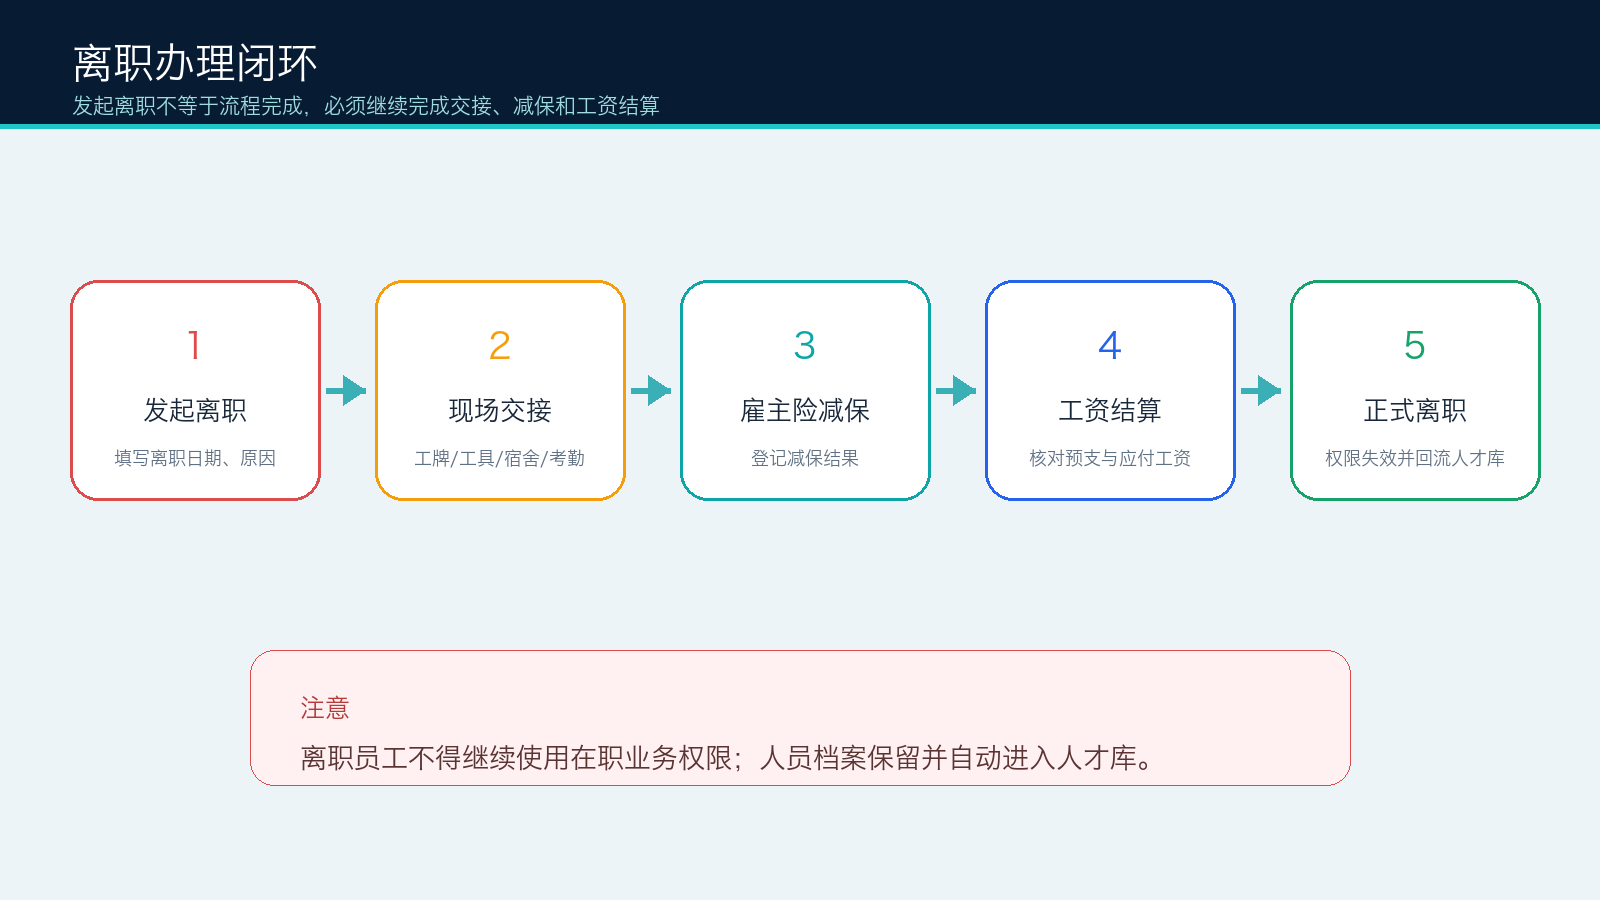 离职办理闭环
发起离职不等于流程完成，必须继续完成交接、减保和工资结算
1
发起离职
填写离职日期、原因
2
现场交接
工牌/工具/宿舍/考勤
3
雇主险减保
登记减保结果
4
工资结算
核对预支与应付工资
5
正式离职
权限失效并回流人才库
注意
离职员工不得继续使用在职业务权限；人员档案保留并自动进入人才库。